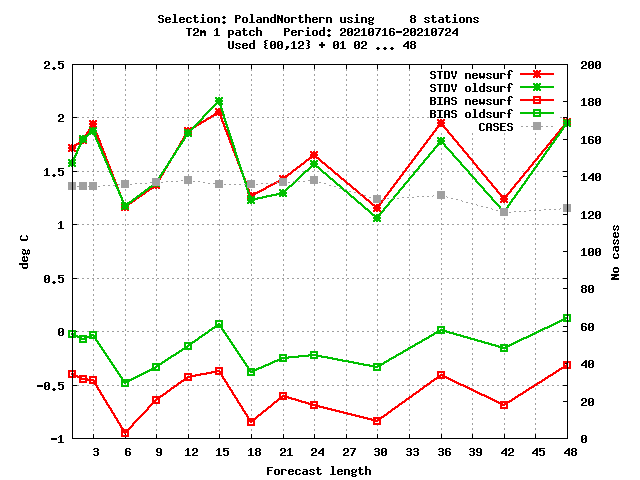 Selection: PolandNorthern using     8 stations
T2m 1 patch   Period: 20210716-20210724
Used {00,12} + 01 02 ... 48
STDV newsurf
STDV oldsurf
BIAS newsurf
BIAS oldsurf
CASES
2.5
2
1.5
1
0.5
0
-0.5
-1
deg C
200
180
160
140
120
100
80
60
40
20
0
No cases
3 6 9 12 15 18 21 24 27 30 33 36 39 42 45 48
Forecast length